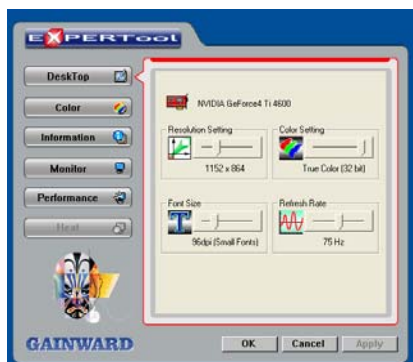 EXPERTool
DeskTop
Color
Information
Monitor
Performance
Heat
NVIDIA GeForce4 Ti 4600
Resolution Setting
1152 x 864
Color Setting
True Color (32 bit)
Font Size
96dpi (Small Fonts)
Refresh Rate
75 Hz
GAINWARD
OK
Cancel
Apply